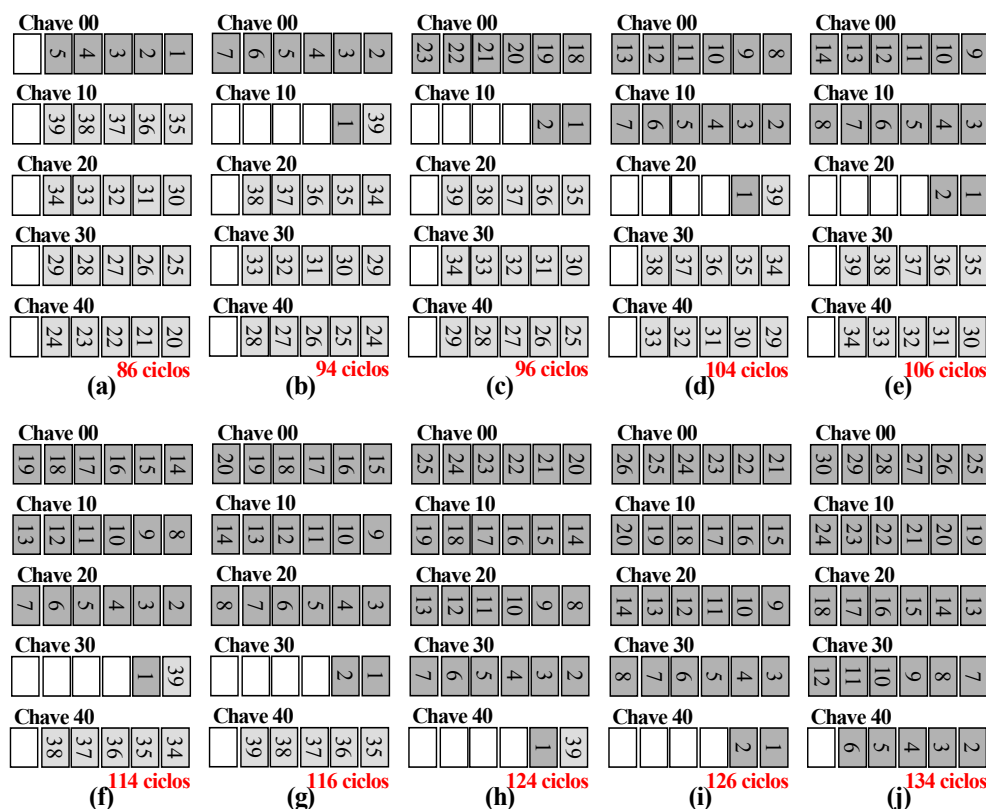 Chave 00 Chave 00 Chave 00 Chave 00 Chave 00
5 4 3 2 1 7 6 5 4 3 2 23 22 21 20 19 18 13 12 11 10 9 8 14 13 12 11 10 9
Chave 10 Chave 10 Chave 10 Chave 10 Chave 10
39 38 37 36 35 1 39 2 1 7 6 5 4 3 2 8 7 6 5 4 3
Chave 20 Chave 20 Chave 20 Chave 20 Chave 20
34 33 32 31 30 38 37 36 35 34 39 38 37 36 35 1 39 2 1
Chave 30 Chave 30 Chave 30 Chave 30 Chave 30
29 28 27 26 25 33 32 31 30 29 34 33 32 31 30 38 37 36 35 34 39 38 37 36 35
Chave 40 Chave 40 Chave 40 Chave 40 Chave 40
24 23 22 21 20 28 27 26 25 24 29 28 27 26 25 33 32 31 30 29 34 33 32 31 30
86 ciclos 94 ciclos 96 ciclos 104 ciclos 106 ciclos
(a) (b) (c) (d) (e)
Chave 00 Chave 00 Chave 00 Chave 00 Chave 00
19 18 17 16 15 14 20 19 18 17 16 15 25 24 23 22 21 20 26 25 24 23 22 21 30 29 28 27 26 25
Chave 10 Chave 10 Chave 10 Chave 10 Chave 10
13 12 11 10 9 8 14 13 12 11 10 9 19 18 17 16 15 14 20 19 18 17 16 15 24 23 22 21 20 19
Chave 20 Chave 20 Chave 20 Chave 20 Chave 20
7 6 5 4 3 2 8 7 6 5 4 3 13 12 11 10 9 8 14 13 12 11 10 9 18 17 16 15 14 13
Chave 30 Chave 30 Chave 30 Chave 30 Chave 30
1 39 2 1 7 6 5 4 3 2 8 7 6 5 4 3 12 11 10 9 8 7
Chave 40 Chave 40 Chave 40 Chave 40 Chave 40
38 37 36 35 34 39 38 37 36 35 1 39 2 1 6 5 4 3 2
114 ciclos 116 ciclos 124 ciclos 126 ciclos 134 ciclos
(f) (g) (h) (i) (j)